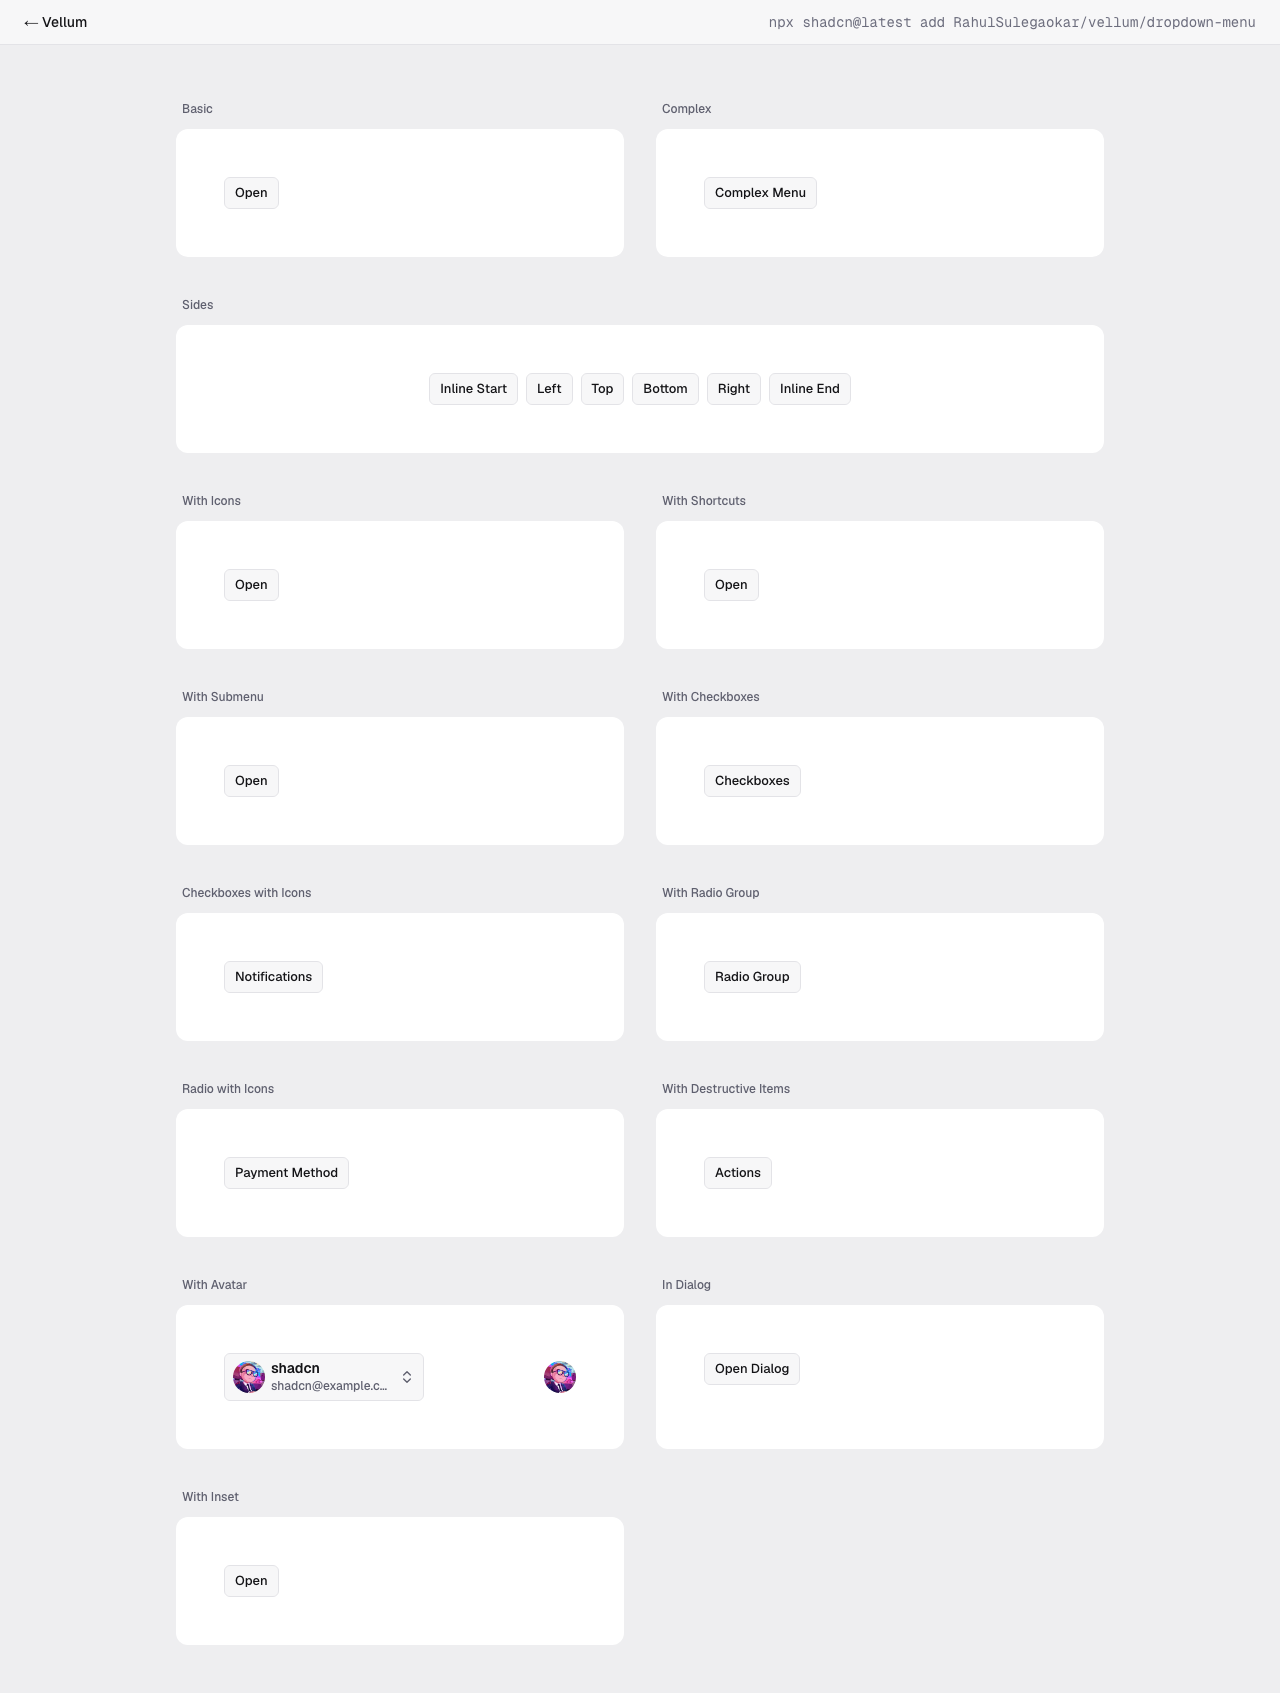 ← Vellum
npx shadcn@latest add RahulSulegaokar/vellum/dropdown-menu
Basic
Complex
Open
Complex Menu
Sides
Inline Start
Left
Top
Bottom
Right
Inline End
With Icons
With Shortcuts
Open
Open
With Submenu
With Checkboxes
Open
Checkboxes
Checkboxes with Icons
With Radio Group
Notifications
Radio Group
Radio with Icons
With Destructive Items
Payment Method
Actions
With Avatar
In Dialog
shadcn
shadcn@example.c...
Open Dialog
With Inset
Open